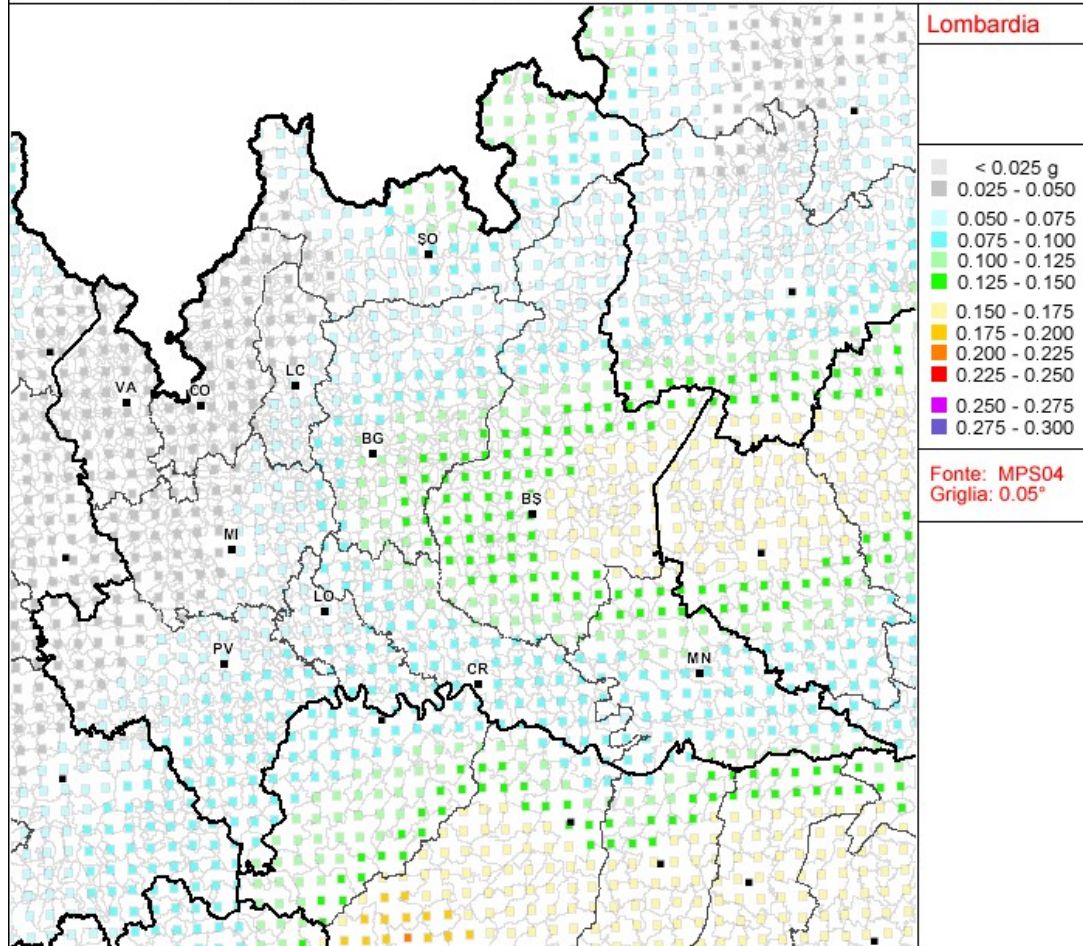 Lombardia
< 0.025 g
0.025 - 0.050
0.050 - 0.075
0.075 - 0.100
0.100 - 0.125
0.125 - 0.150
0.150 - 0.175
0.175 - 0.200
0.200 - 0.225
0.225 - 0.250
0.250 - 0.275
0.275 - 0.300
Fonte: MPS04
Griglia: 0.05°
SO
VA
CO
LC
BG
BS
MI
LO
PV
CR
MN